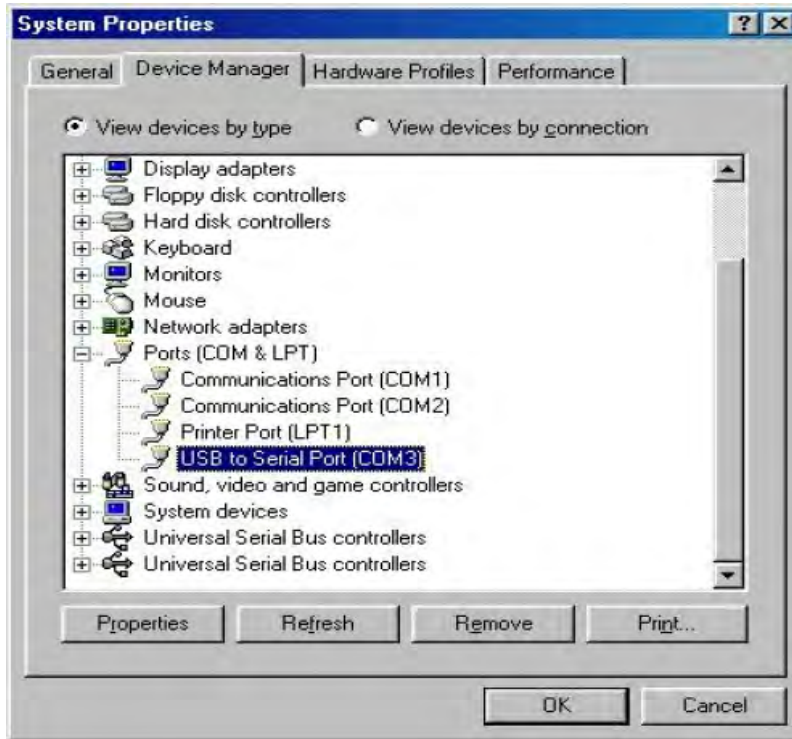 System Properties
General Device Manager Hardware Profiles Performance
View devices by type View devices by connection
Display adapters
Floppy disk controllers
Hard disk controllers
Keyboard
Monitors
Mouse
Network adapters
Ports (COM & LPT)
Communications Port (COM1)
Communications Port (COM2)
Printer Port (LPT1)
USB to Serial Port (COM3)
Sound, video and game controllers
System devices
Universal Serial Bus controllers
Universal Serial Bus controllers
Properties Refresh Remove Print...
OK Cancel